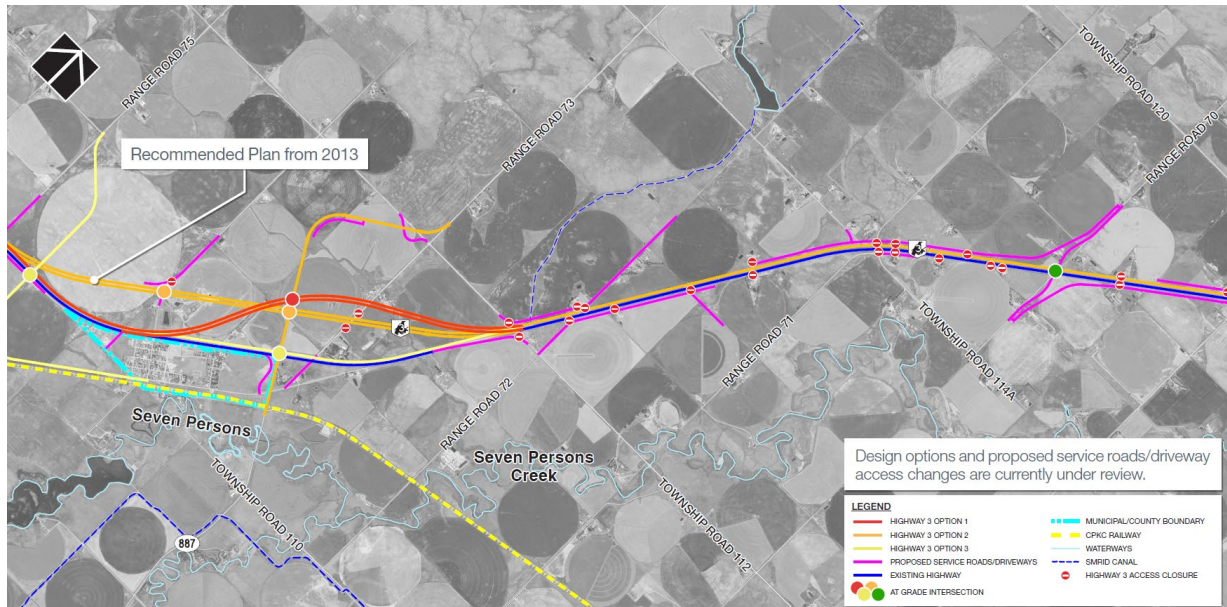 RANGE ROAD 75
Recommended Plan from 2013
RANGE ROAD 73
TOWNSHIP ROAD 120
RANGE ROAD 70
RANGE ROAD 72
RANGE ROAD 71
TOWNSHIP ROAD 114A
Seven Persons
Seven Persons
Creek
TOWNSHIP ROAD 110
TOWNSHIP ROAD 112
887
Design options and proposed service roads/driveway
access changes are currently under review.
LEGEND
HIGHWAY 3 OPTION 1
HIGHWAY 3 OPTION 2
HIGHWAY 3 OPTION 3
PROPOSED SERVICE ROADS/DRIVEWAYS
EXISTING HIGHWAY
AT GRADE INTERSECTION
MUNICIPAL/COUNTY BOUNDARY
CPKC RAILWAY
WATERWAYS
SMRID CANAL
HIGHWAY 3 ACCESS CLOSURE